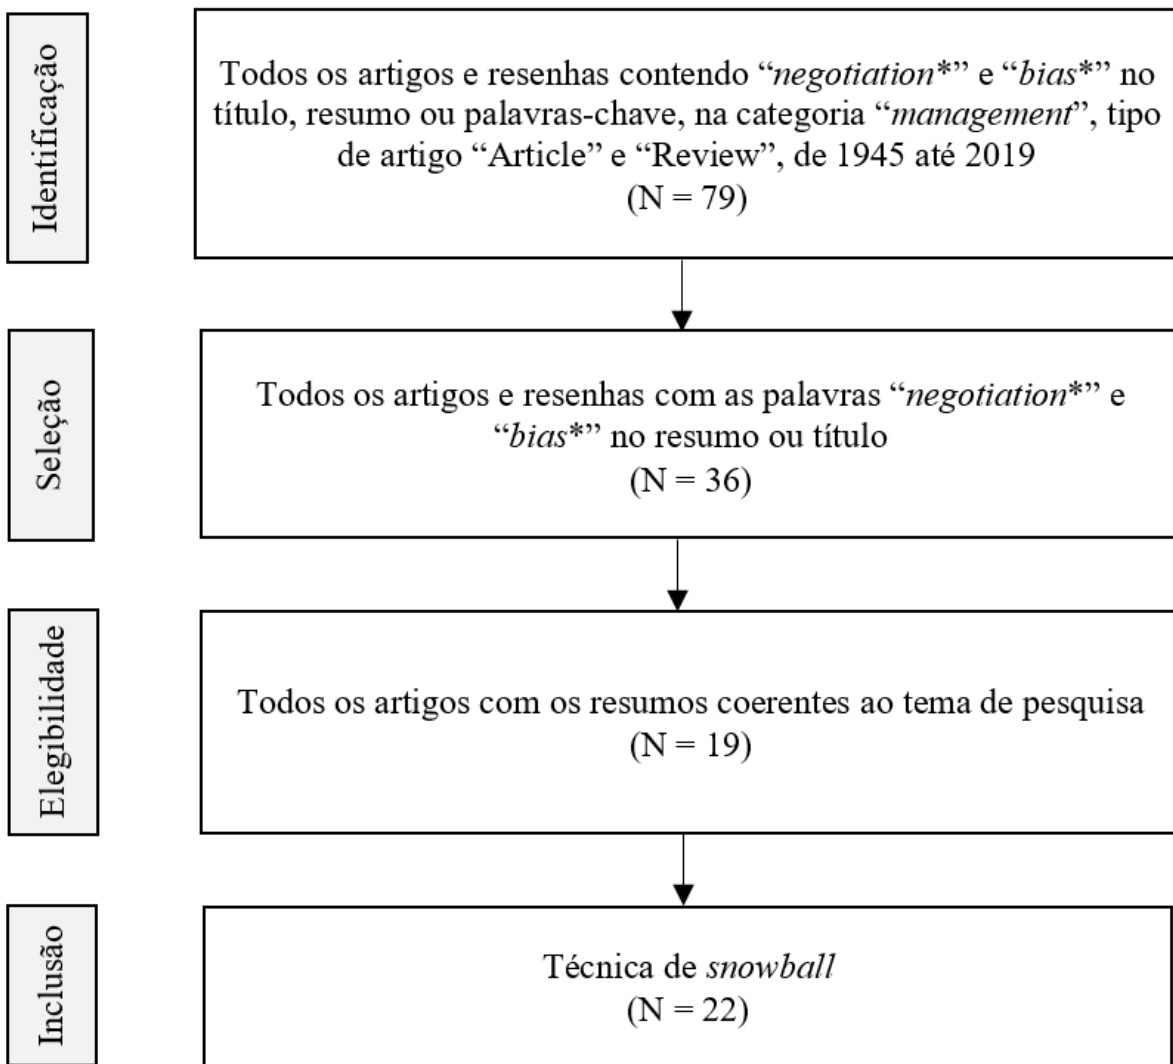 Identificação
Todos os artigos e resenhas contendo “negotiation*” e “bias*” no
título, resumo ou palavras-chave, na categoria “management”, tipo
de artigo “Article” e “Review”, de 1945 até 2019
(N = 79)
Seleção
Todos os artigos e resenhas com as palavras “negotiation*” e
“bias*” no resumo ou título
(N = 36)
Elegibilidade
Todos os artigos com os resumos coerentes ao tema de pesquisa
(N = 19)
Inclusão
Técnica de snowball
(N = 22)